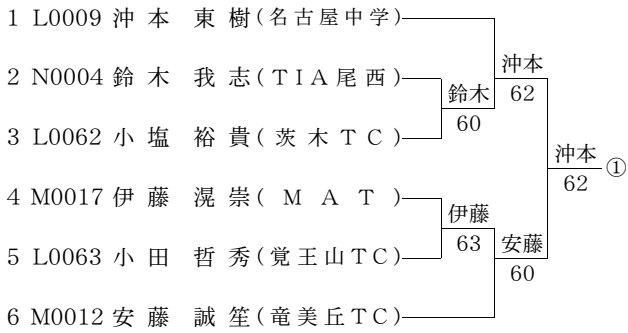 1 L0009 沖本 東樹(名古屋中学)
沖本
2 N0004 鈴木 我志(TIA尾西)
62
鈴木
60
3 L0062 小塩 裕貴(茨木TC)
沖本 ①
62
4 M0017 伊藤 滉崇(MAT)
伊藤
63
安藤
5 L0063 小田 哲秀(覚王山TC)
60
6 M0012 安藤 誠笙(竜美丘TC)